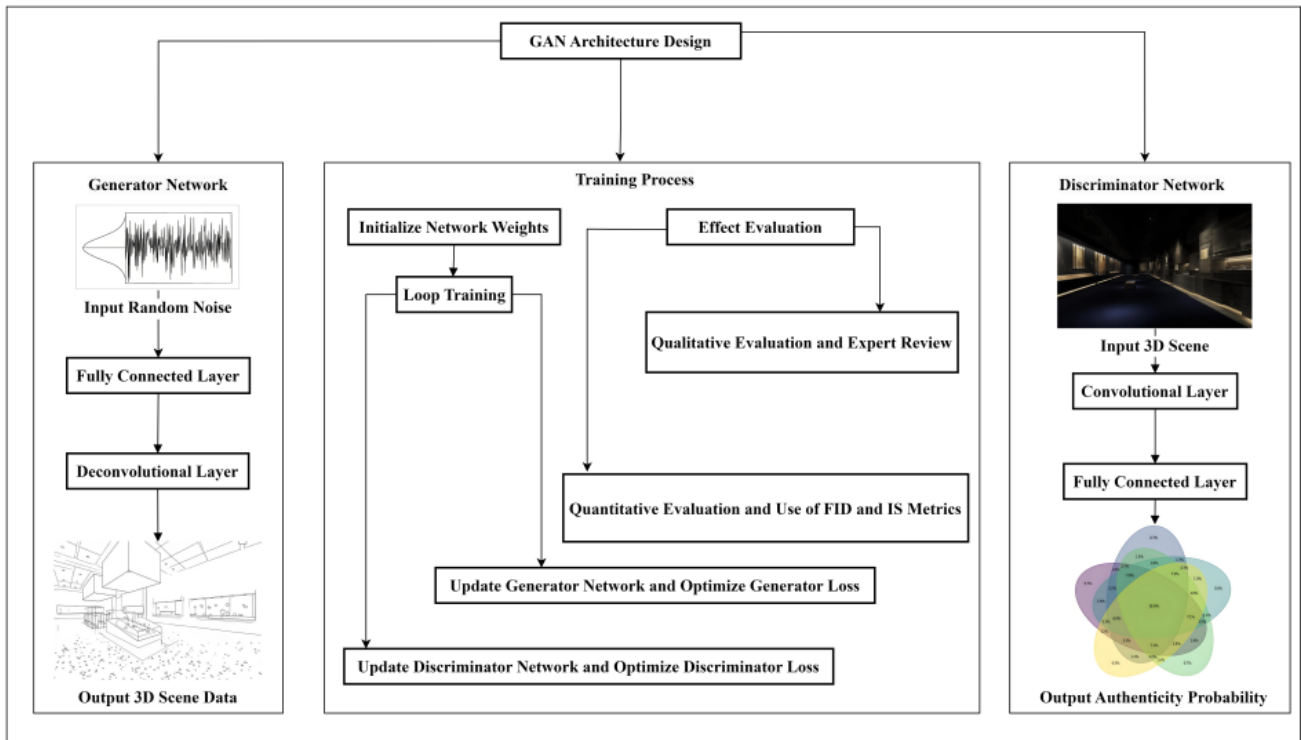 GAN Architecture Design
Generator Network
Input Random Noise
Fully Connected Layer
Deconvolutional Layer
Output 3D Scene Data
Training Process
Initialize Network Weights
Loop Training
Effect Evaluation
Qualitative Evaluation and Expert Review
Quantitative Evaluation and Use of FID and IS Metrics
Update Generator Network and Optimize Generator Loss
Update Discriminator Network and Optimize Discriminator Loss
Discriminator Network
Input 3D Scene
Convolutional Layer
Fully Connected Layer
Output Authenticity Probability